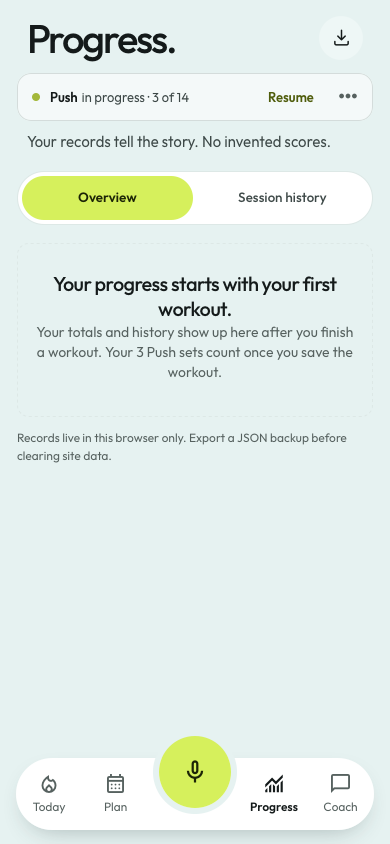 Progress.
Push in progress · 3 of 14 Resume •••
Your records tell the story. No invented scores.
Overview Session history
Your progress starts with your first
workout.
Your totals and history show up here after you finish
a workout. Your 3 Push sets count once you save the
workout.
Records live in this browser only. Export a JSON backup before
clearing site data.
Today Plan Progress Coach